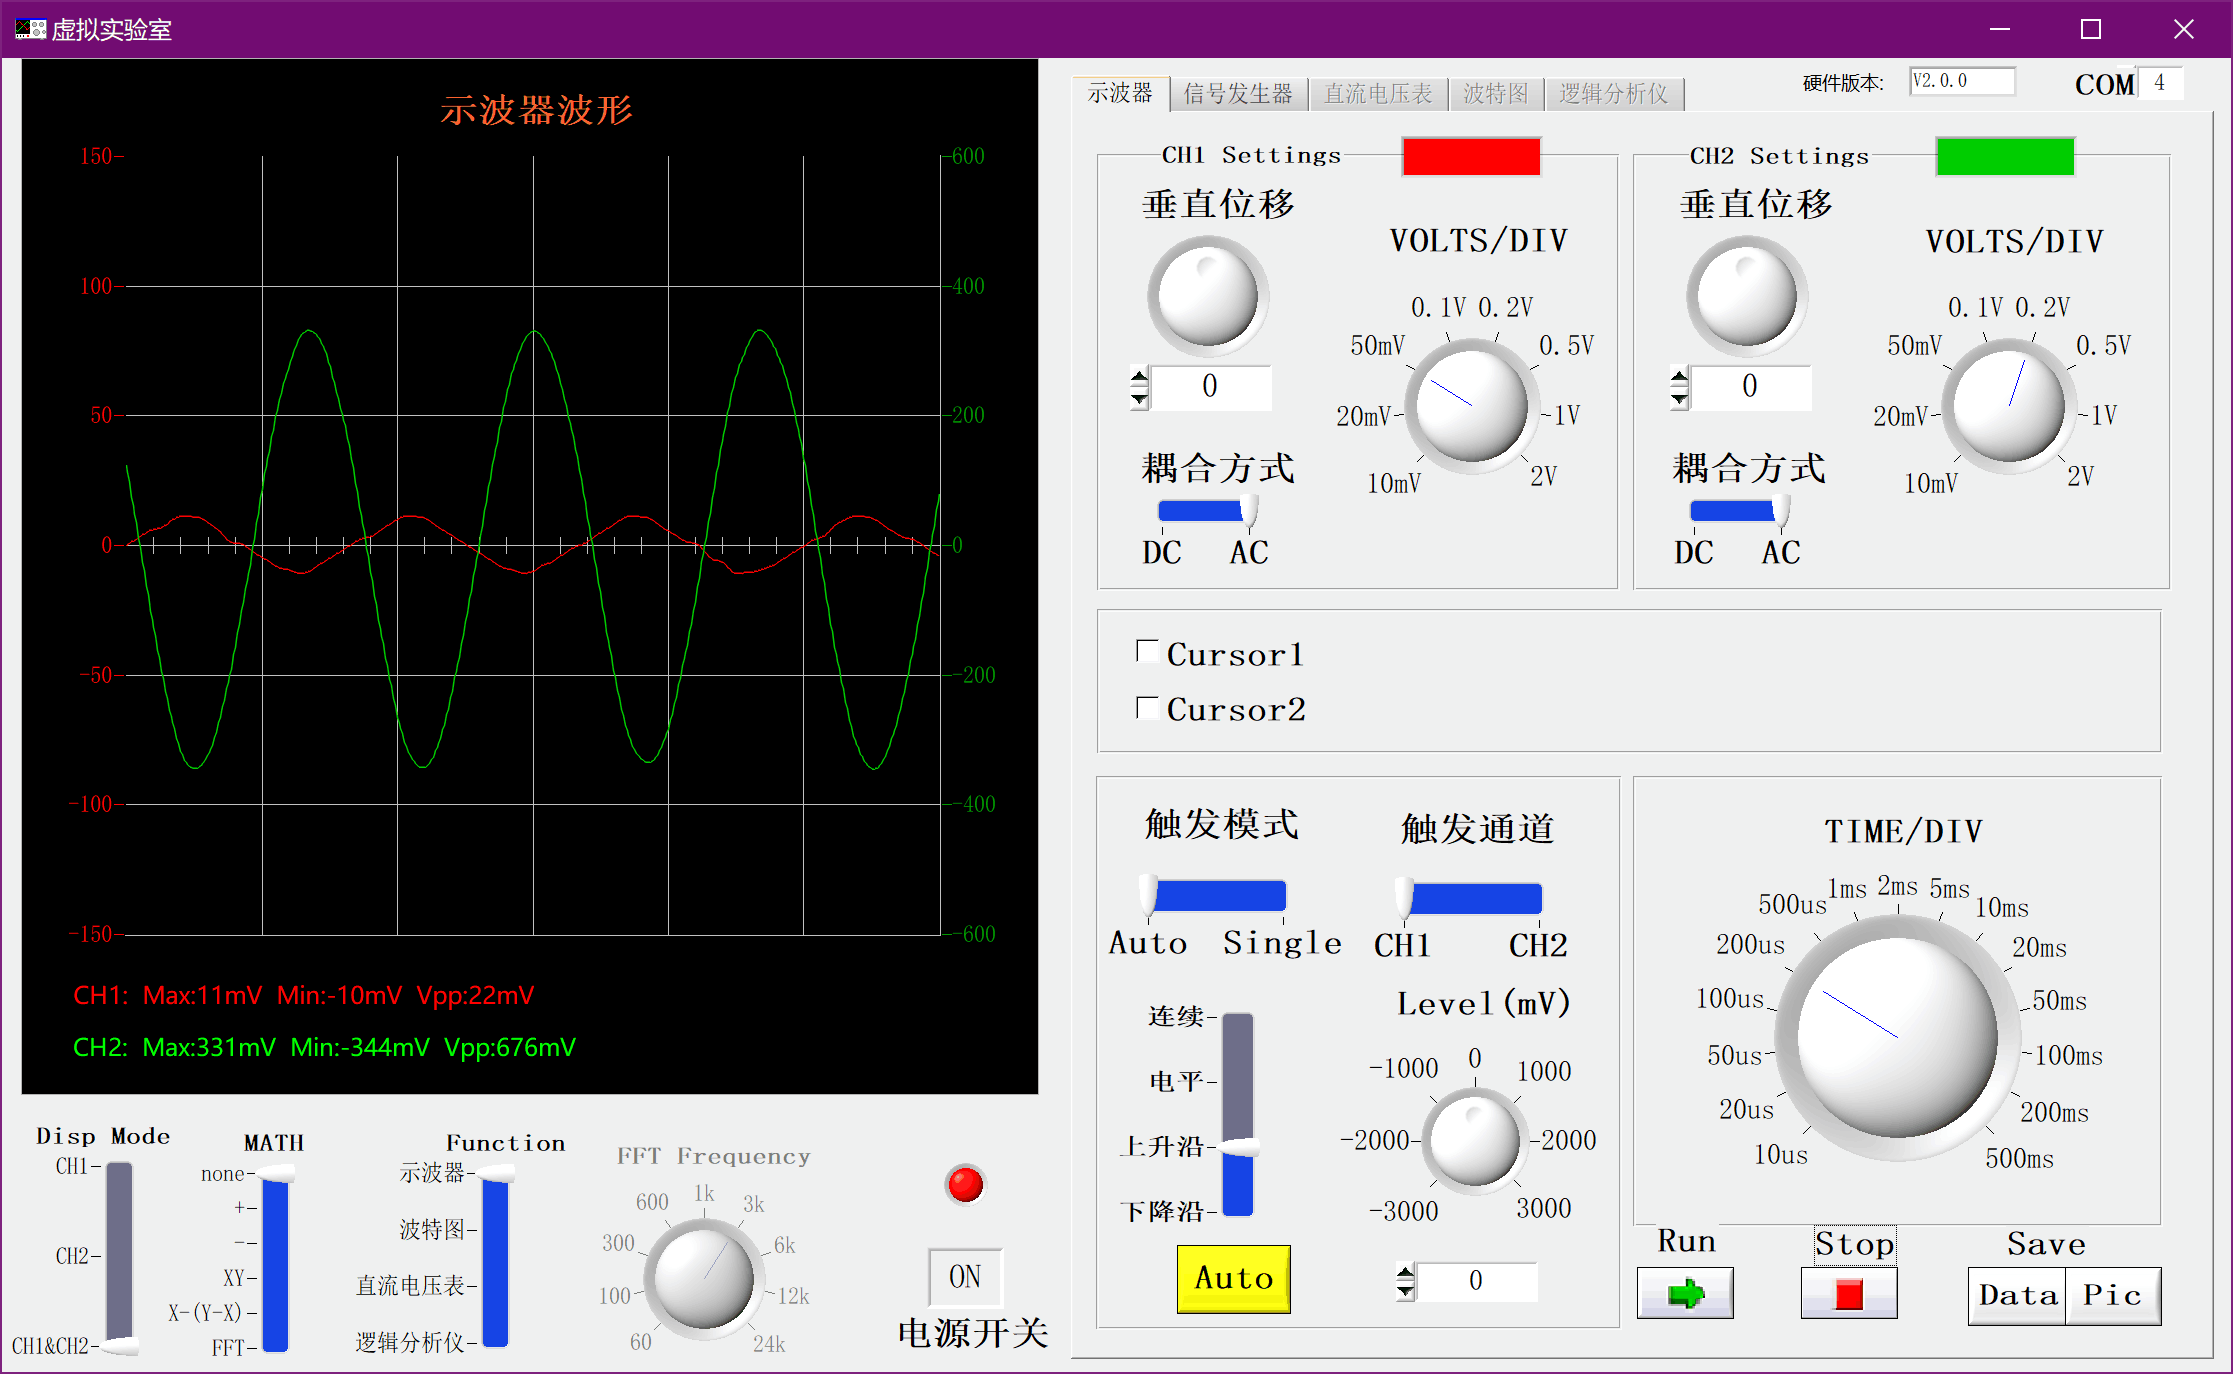 虚拟实验室
示波器波形
150
100
50
0
-50
-100
-150
600
400
200
0
-200
-400
-600
CH1: Max:11mV Min:-10mV Vpp:22mV
CH2: Max:331mV Min:-344mV Vpp:676mV
Disp Mode
CH1
CH2
CH1&CH2
MATH
none
+
-
XY
X-(Y-X)
FFT
Function
示波器
波特图
直流电压表
逻辑分析仪
FFT Frequency
60
100
300
600
1k
3k
6k
12k
24k
ON
电源开关
示波器 信号发生器 直流电压表 波特图 逻辑分析仪
硬件版本: V2.0.0
COM 4
CH1 Settings
垂直位移
0
耦合方式
DC AC
VOLTS/DIV
10mV
20mV
50mV
0.1V
0.2V
0.5V
1V
2V
CH2 Settings
垂直位移
0
耦合方式
DC AC
VOLTS/DIV
10mV
20mV
50mV
0.1V
0.2V
0.5V
1V
2V
Cursor1
Cursor2
触发模式
Auto Single
触发通道
CH1 CH2
连续
电平
上升沿
下降沿
Auto
Level(mV)
-3000
-2000
-1000
0
1000
2000
3000
0
TIME/DIV
10us
20us
50us
100us
200us
500us
1ms
2ms
5ms
10ms
20ms
50ms
100ms
200ms
500ms
Run
Stop
Save
Data Pic